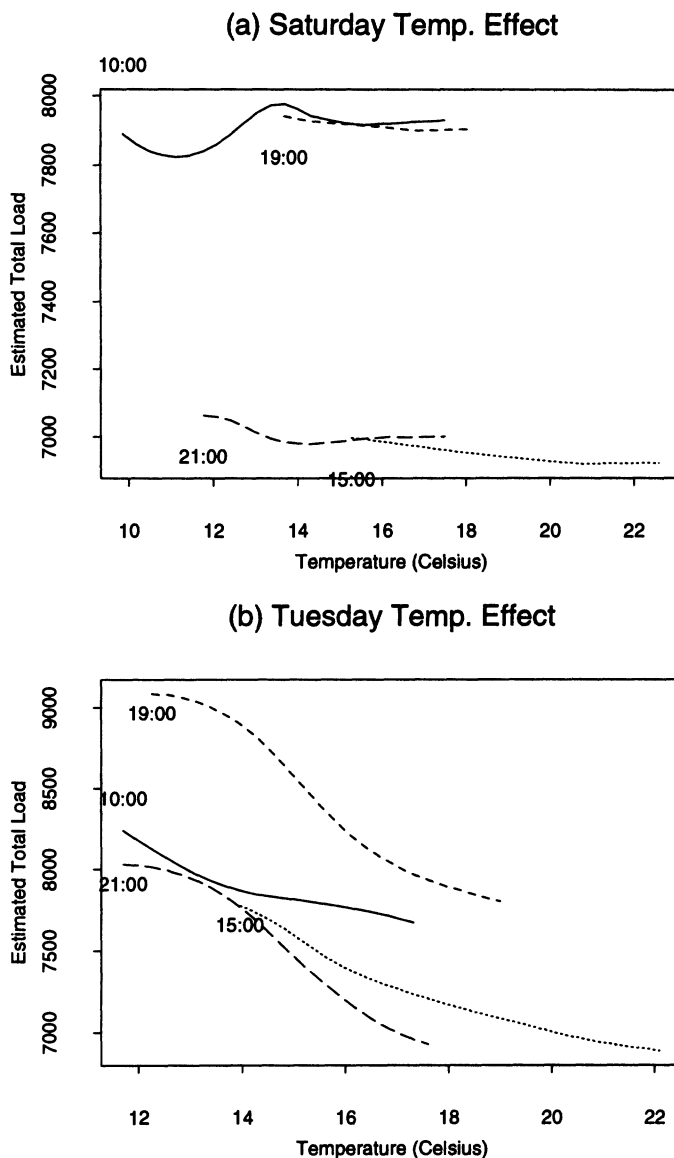 (a) Saturday Temp. Effect
10:00
8000
7800
7600
7400
7200
7000
Estimated Total Load
19:00
21:00
15:00
10 12 14 16 18 20 22
Temperature (Celsius)
(b) Tuesday Temp. Effect
9000
8500
8000
7500
7000
Estimated Total Load
19:00
10:00
21:00
15:00
12 14 16 18 20 22
Temperature (Celsius)